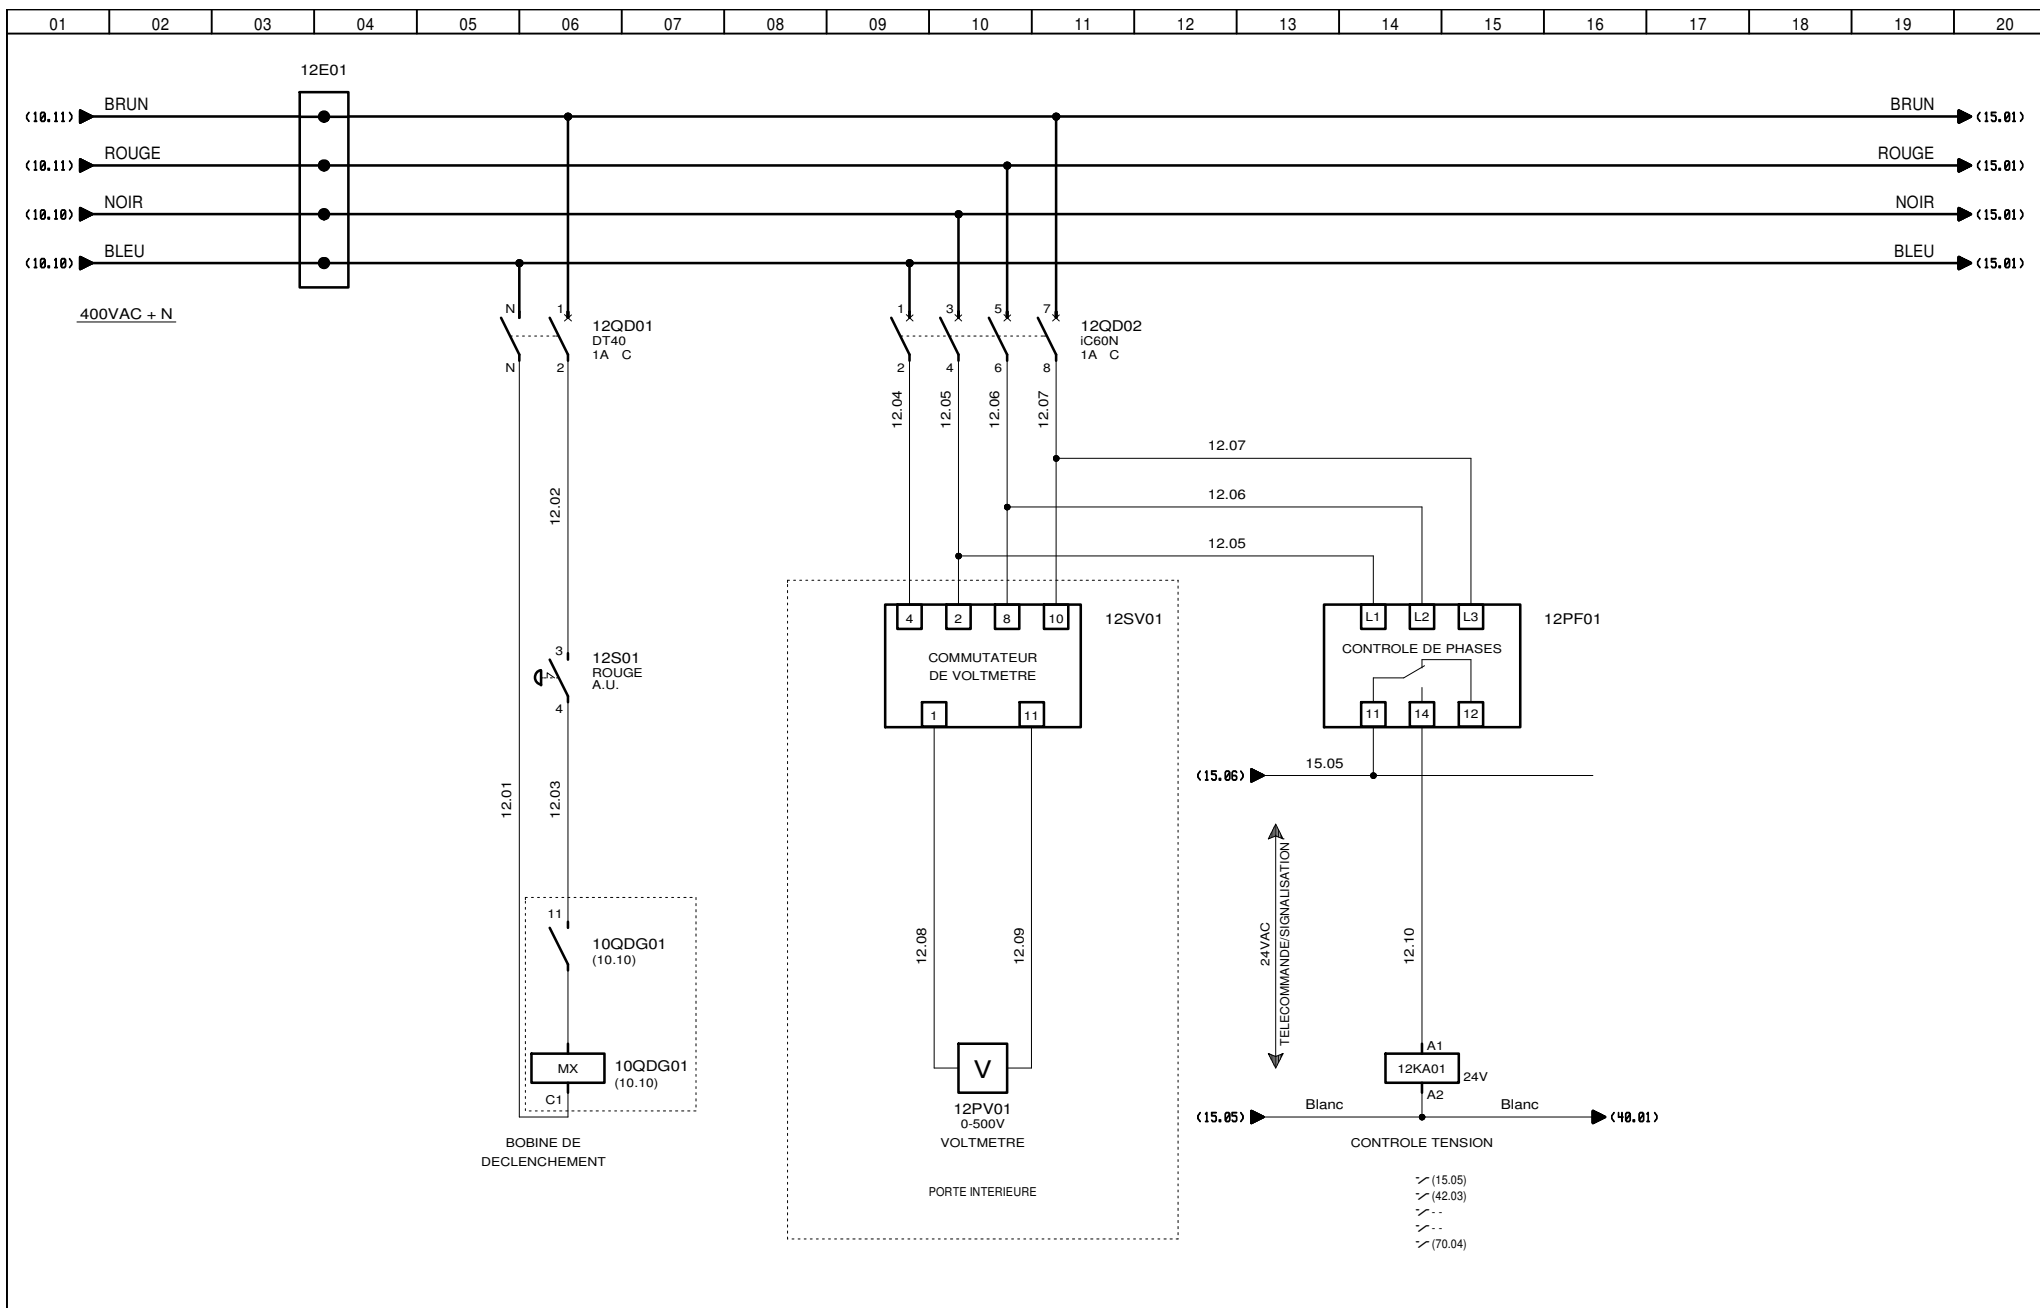 01 02 03 04 05 06 07 08 09 10 11 12 13 14 15 16 17 18 19 20
12E01
(10.11) BRUN BRUN (15.01)
(10.11) ROUGE ROUGE (15.01)
(10.10) NOIR NOIR (15.01)
(10.10) BLEU BLEU (15.01)
400VAC + N
N 1
12QD01
DT40
1A C
N 2
1 3 5 7
12QD02
iC60N
1A C
2 4 6 8
12.04 12.05 12.06 12.07
12.07
12.06
12.05
12.02
3
12S01
ROUGE
A.U.
4
12.01 12.03
11
10QDG01
(10.10)
MX
10QDG01
(10.10)
C1
BOBINE DE
DECLENCHEMENT
4 2 8 10
12SV01
COMMUTATEUR
DE VOLTMETRE
1 11
12.08 12.09
V
12PV01
0-500V
VOLTMETRE
PORTE INTERIEURE
L1 L2 L3
12PF01
CONTROLE DE PHASES
11 14 12
(15.06) 15.05
24VAC
TELECOMMANDE/SIGNALISATION
12.10
A1
12KA01
24V
A2
(15.05) Blanc Blanc (40.01)
CONTROLE TENSION
(15.05)
(42.03)
- -
- -
(70.04)